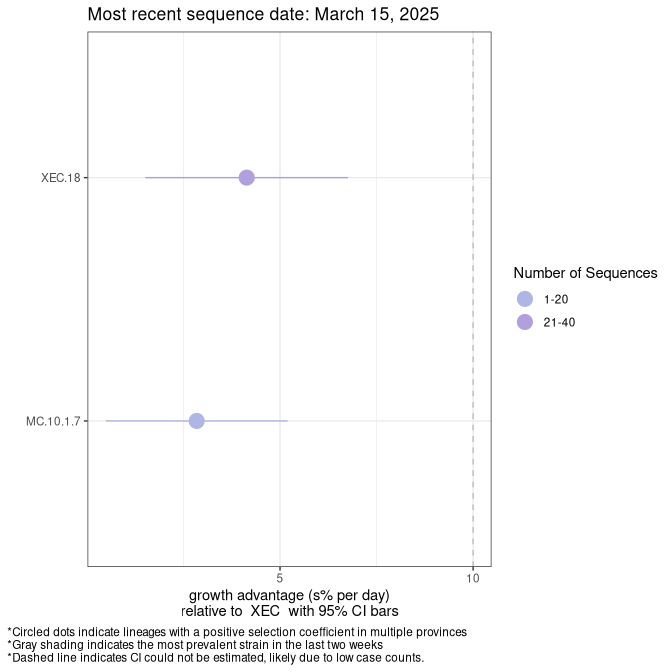 Most recent sequence date: March 15, 2025
XEC.18
MC.10.1.7
5
10
growth advantage (s% per day)
relative to XEC with 95% CI bars
Number of Sequences
1-20
21-40
*Circled dots indicate lineages with a positive selection coefficient in multiple provinces
*Gray shading indicates the most prevalent strain in the last two weeks
*Dashed line indicates CI could not be estimated, likely due to low case counts.